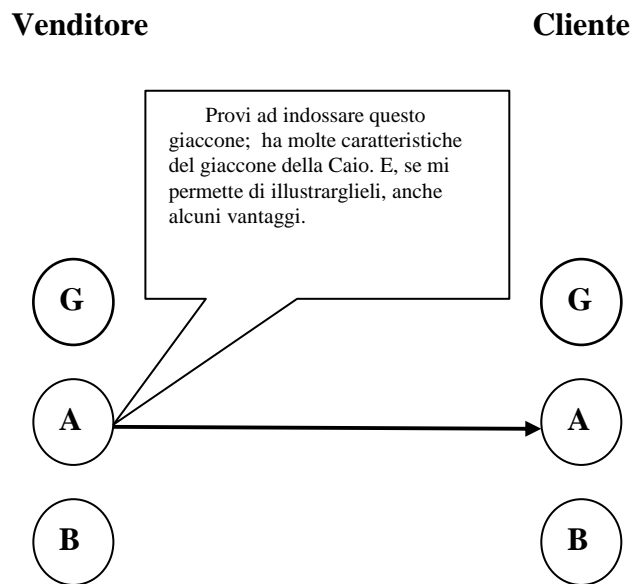 Venditore Cliente
Provi ad indossare questo
giaccone; ha molte caratteristiche
del giaccone della Caio. E, se mi
permette di illustrarglieli, anche
alcuni vantaggi.
G G
A A
B B